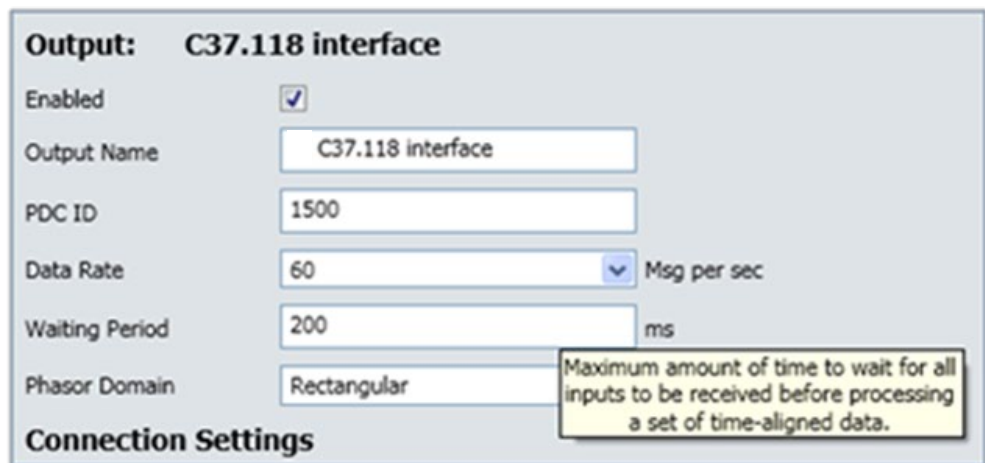 Output: C37.118 interface
Enabled
Output Name C37.118 interface
PDC ID 1500
Data Rate 60 Msg per sec
Waiting Period 200 ms
Phasor Domain Rectangular
Maximum amount of time to wait for all
inputs to be received before processing
a set of time-aligned data.
Connection Settings